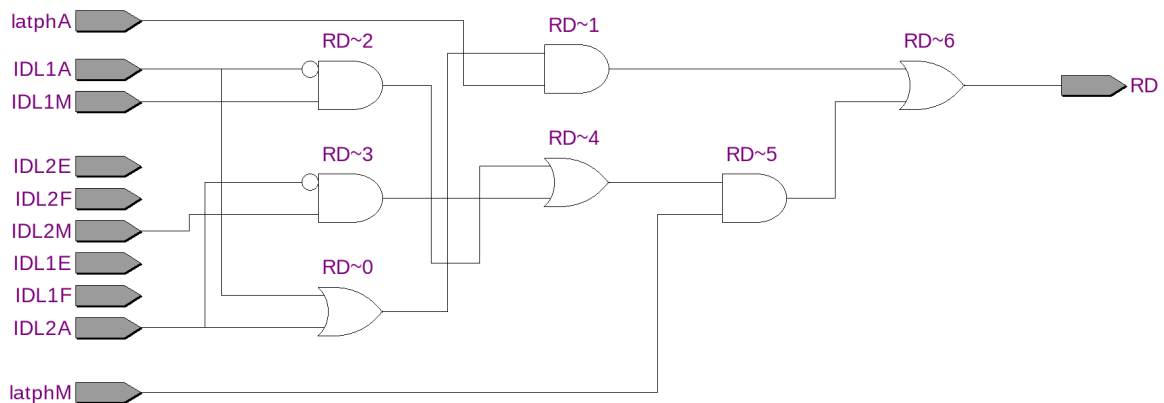 latphA
RD~1
RD~2
RD~6
IDL1A
RD
IDL1M
RD~4
RD~3
RD~5
IDL2E
IDL2F
IDL2M
IDL1E
RD~0
IDL1F
IDL2A
latphM